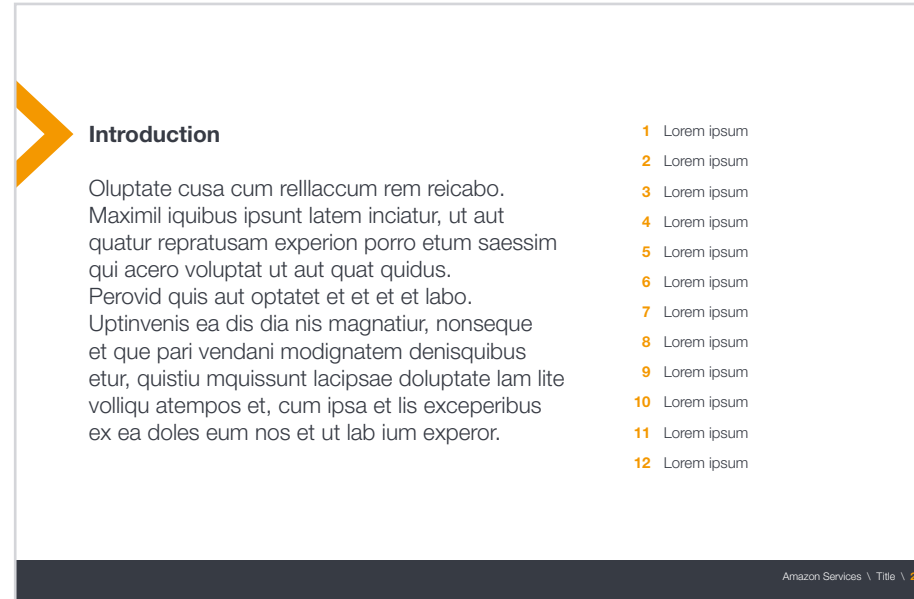 Introduction
Oluptate cusa cum relllaccum rem reicabo.
Maximil iquibus ipsunt latem inciatur, ut aut
quatur repratusam experion porro etum saessim
qui acero voluptat ut aut quat quidus.
Perovid quis aut optatet et et et et labo.
Uptinvenis ea dis dia nis magnatiur, nonseque
et que pari vendani modignatem denisquibus
etur, quistiu mquissunt lacipsae doluptate lam lite
volliqu atempos et, cum ipsa et lis exceperibus
ex ea doles eum nos et ut lab ium experor.
1 Lorem ipsum
2 Lorem ipsum
3 Lorem ipsum
4 Lorem ipsum
5 Lorem ipsum
6 Lorem ipsum
7 Lorem ipsum
8 Lorem ipsum
9 Lorem ipsum
10 Lorem ipsum
11 Lorem ipsum
12 Lorem ipsum
Amazon Services \ Title \ 2